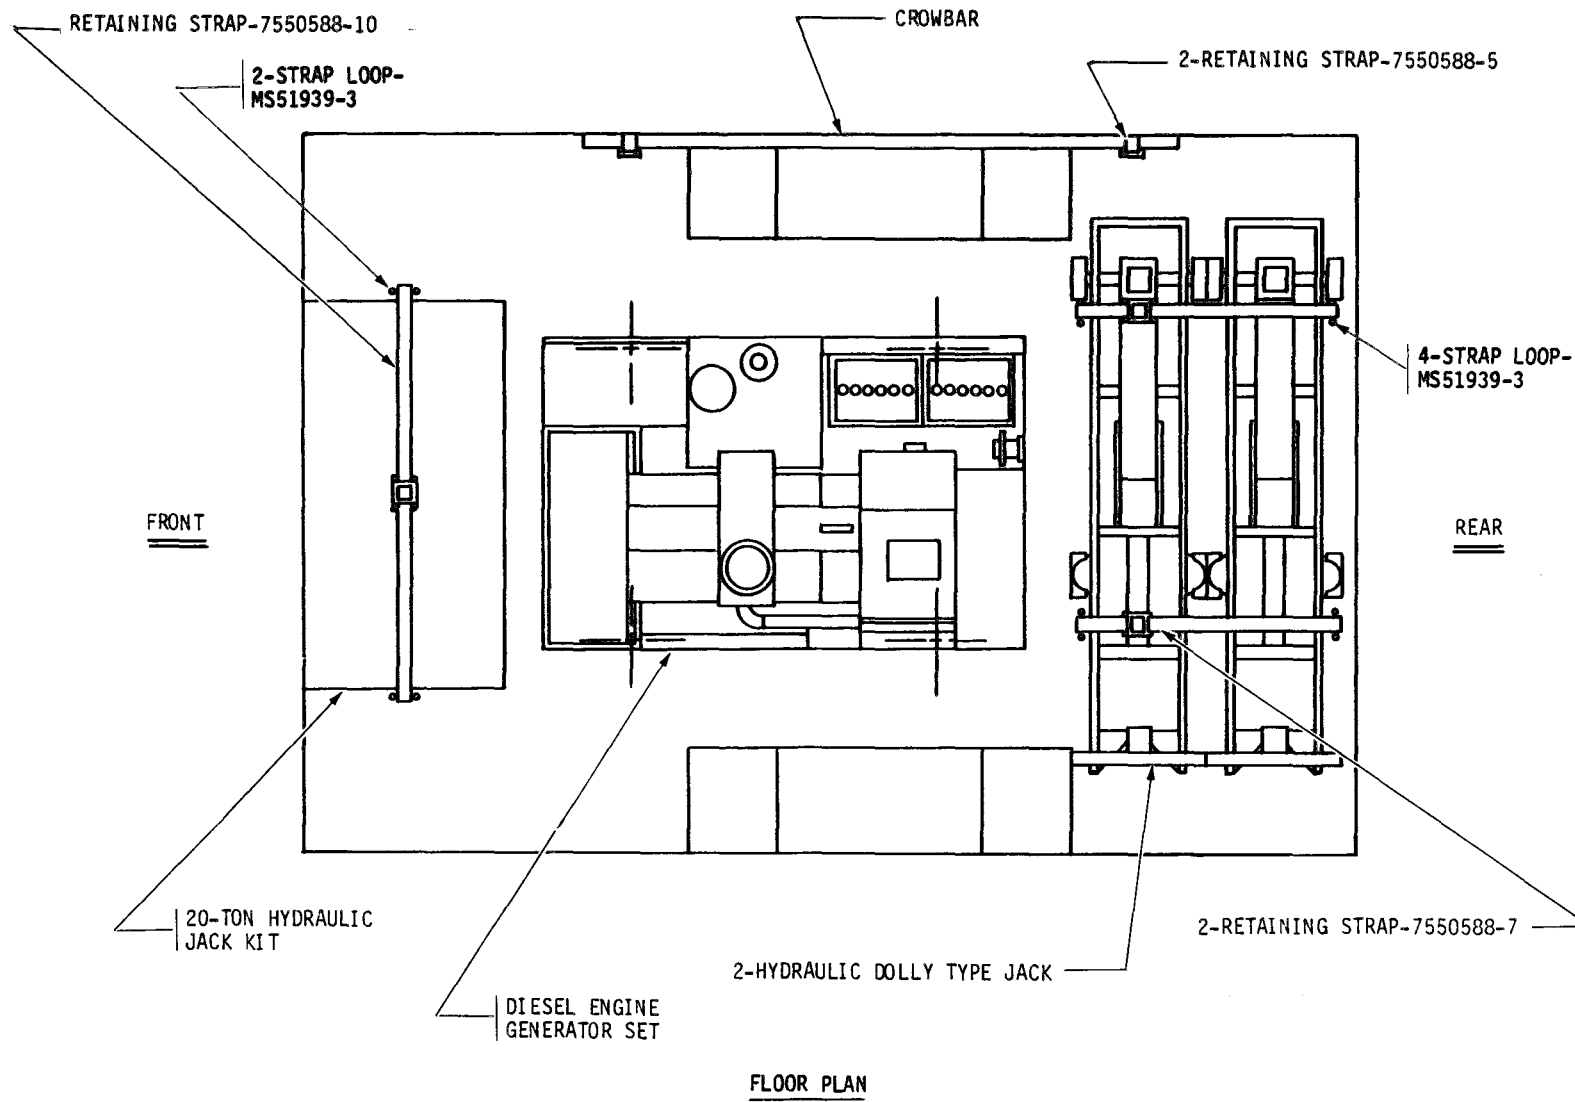 RETAINING STRAP-7550588-10
CROWBAR
2-STRAP LOOP-
MS51939-3
2-RETAINING STRAP-7550588-5
4-STRAP LOOP-
MS51939-3
FRONT
REAR
20-TON HYDRAULIC
JACK KIT
2-RETAINING STRAP-7550588-7
2-HYDRAULIC DOLLY TYPE JACK
DIESEL ENGINE
GENERATOR SET
FLOOR PLAN